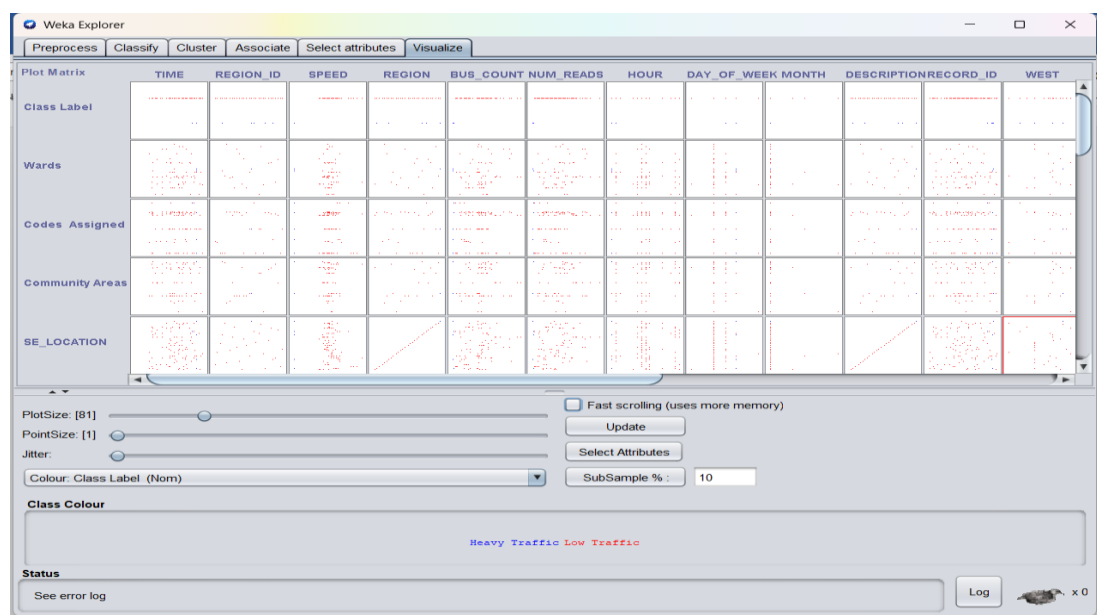 Weka Explorer
Preprocess Classify Cluster Associate Select attributes Visualize
Plot Matrix TIME REGION_ID SPEED REGION BUS_COUNT NUM_READS HOUR DAY_OF_WEEK MONTH DESCRIPTION RECORD_ID WEST
Class Label
Wards
Codes Assigned
Community Areas
SE_LOCATION
PlotSize: [81]
Fast scrolling (uses more memory)
PointSize: [1]
Update
Jitter:
Select Attributes
Colour: Class Label (Nom)
SubSample % : 10
Class Colour
Heavy Traffic Low Traffic
Status
See error log
Log
x 0